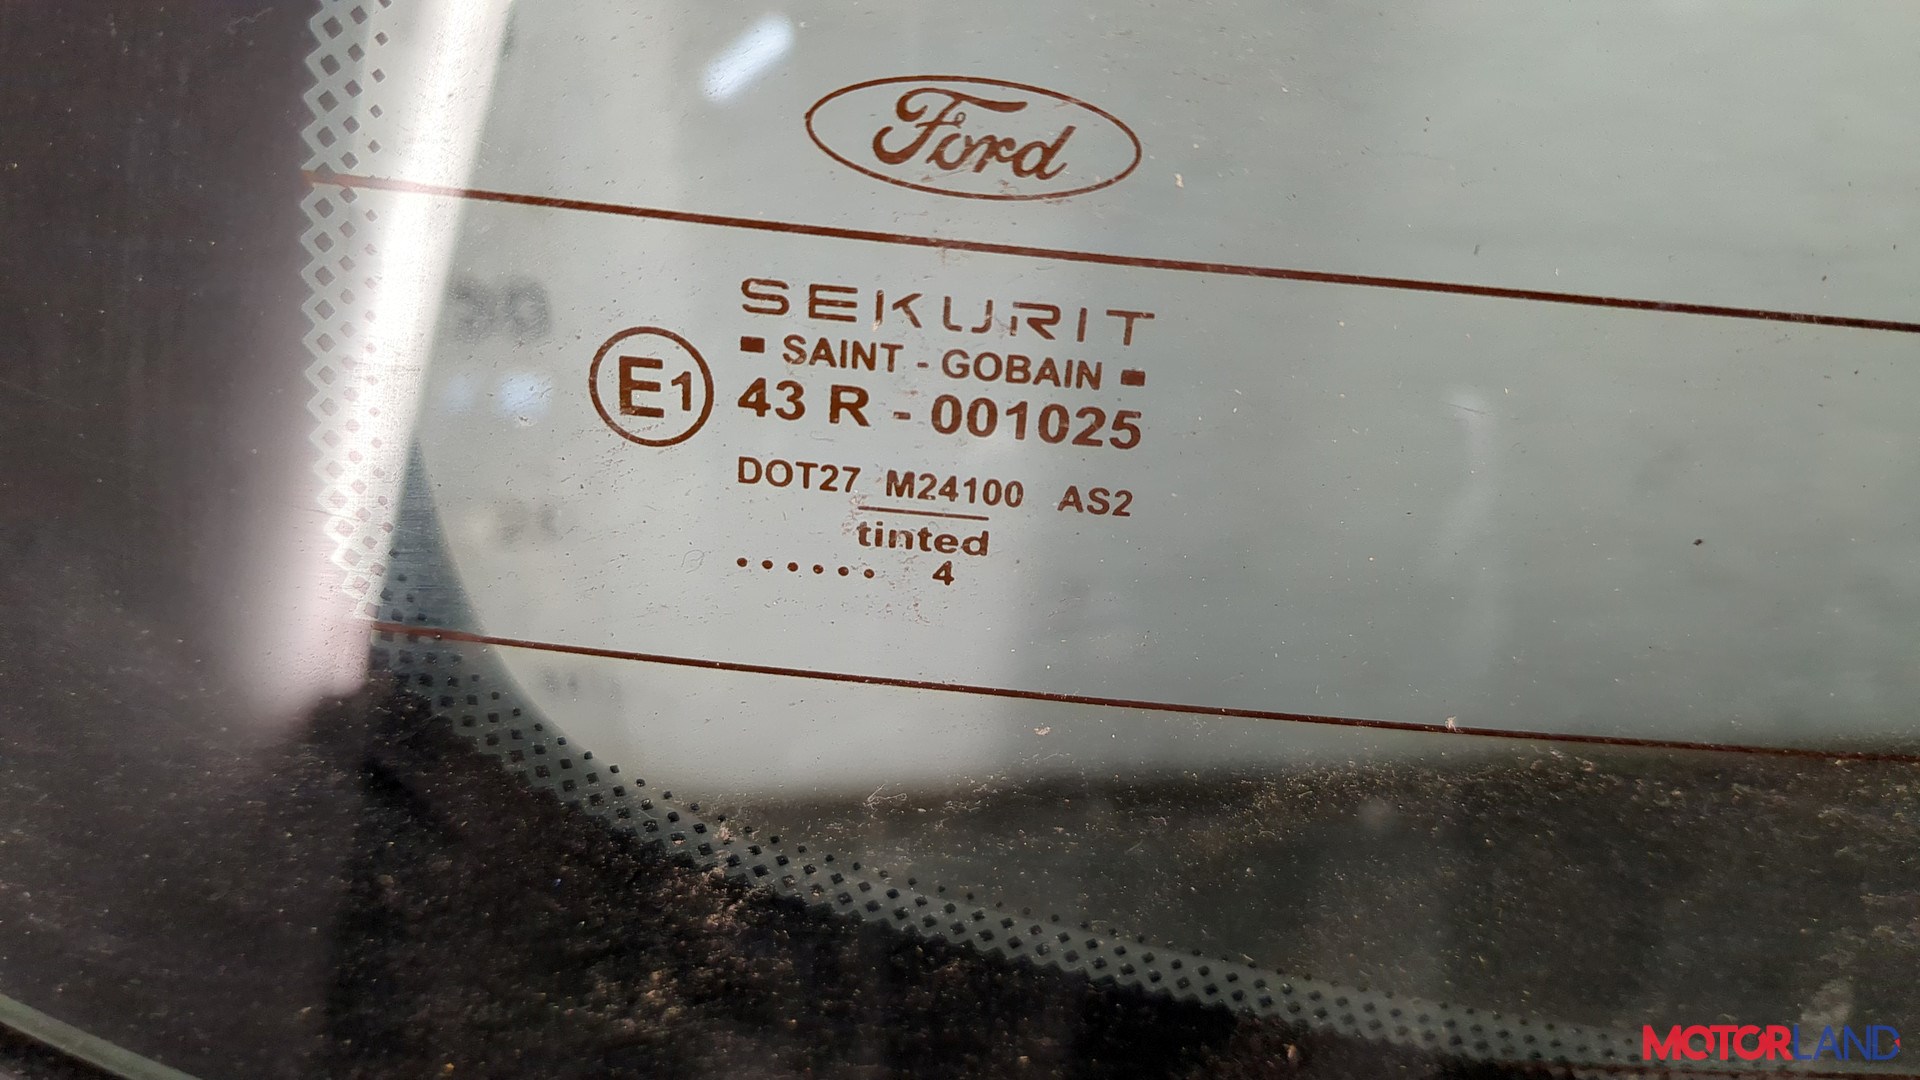 Ford
SEKURIT
SAINT - GOBAIN
E1
43 R - 001025
DOT27 M24100 AS2
tinted
...... 4
MOTORLAND